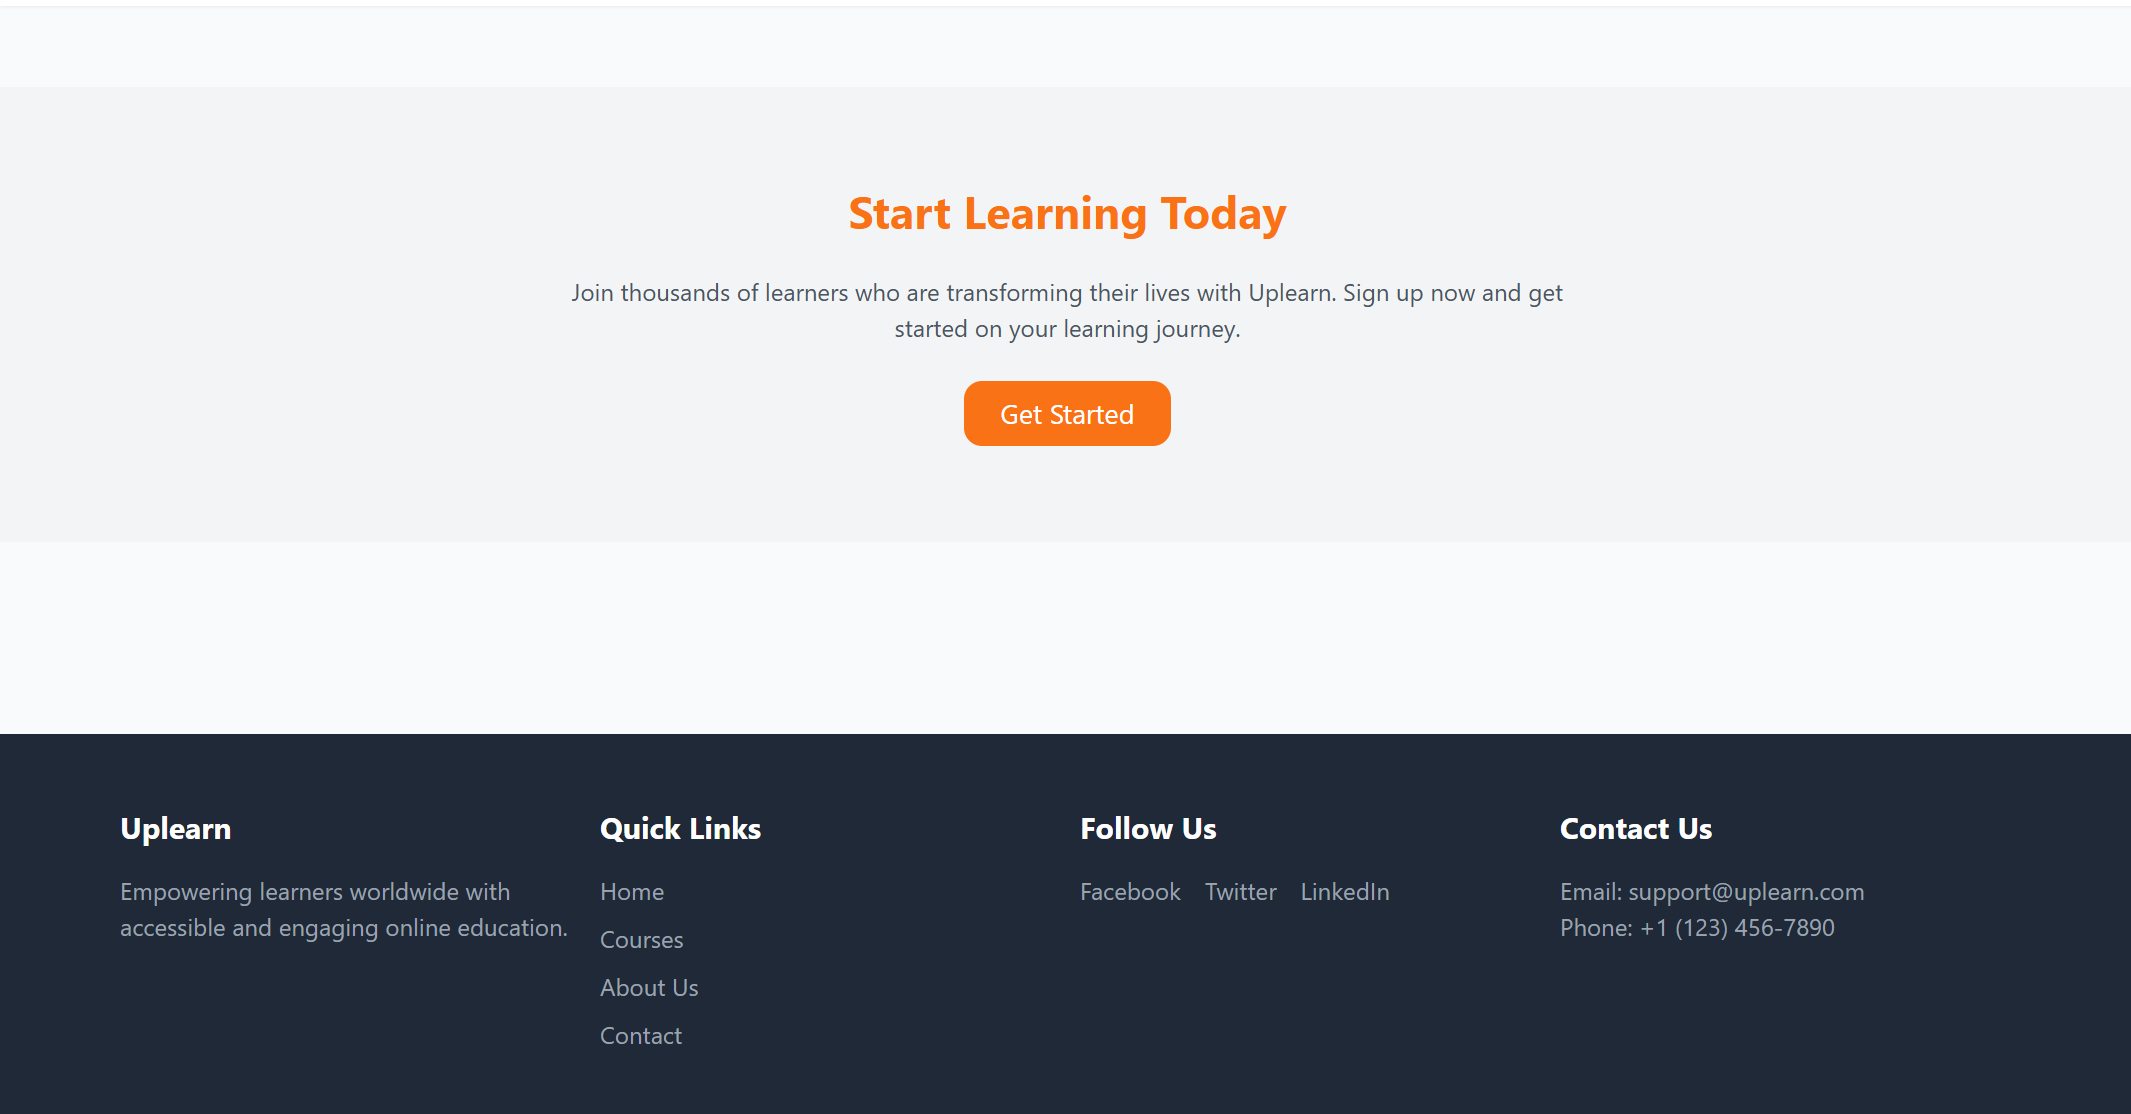 Start Learning Today
Join thousands of learners who are transforming their lives with Uplearn. Sign up now and get
started on your learning journey.
Get Started
Uplearn
Empowering learners worldwide with
accessible and engaging online education.
Quick Links
Home
Courses
About Us
Contact
Follow Us
Facebook Twitter LinkedIn
Contact Us
Email: support@uplearn.com
Phone: +1 (123) 456-7890